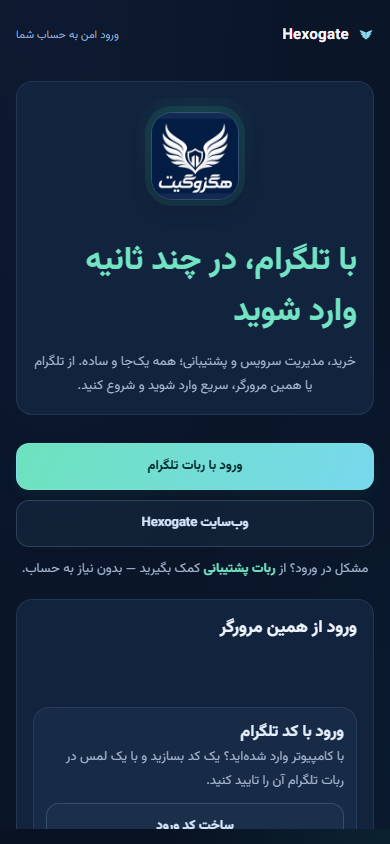 Hexogate
ورود امن به حساب شما
هگزوگیت
با تلگرام، در چند ثانیه
وارد شوید
خرید، مدیریت سرویس و پشتیبانی؛ همه یک‌جا و ساده. از تلگرام
یا همین مرورگر، سریع وارد شوید و شروع کنید.
ورود با ربات تلگرام
وب‌سایت Hexogate
مشکل در ورود؟ از ربات پشتیبانی کمک بگیرید — بدون نیاز به حساب.
ورود از همین مرورگر
ورود با کد تلگرام
با کامپیوتر وارد شده‌اید؟ یک کد بسازید و با یک لمس در
ربات تلگرام آن را تایید کنید.
ساخت کد ورود